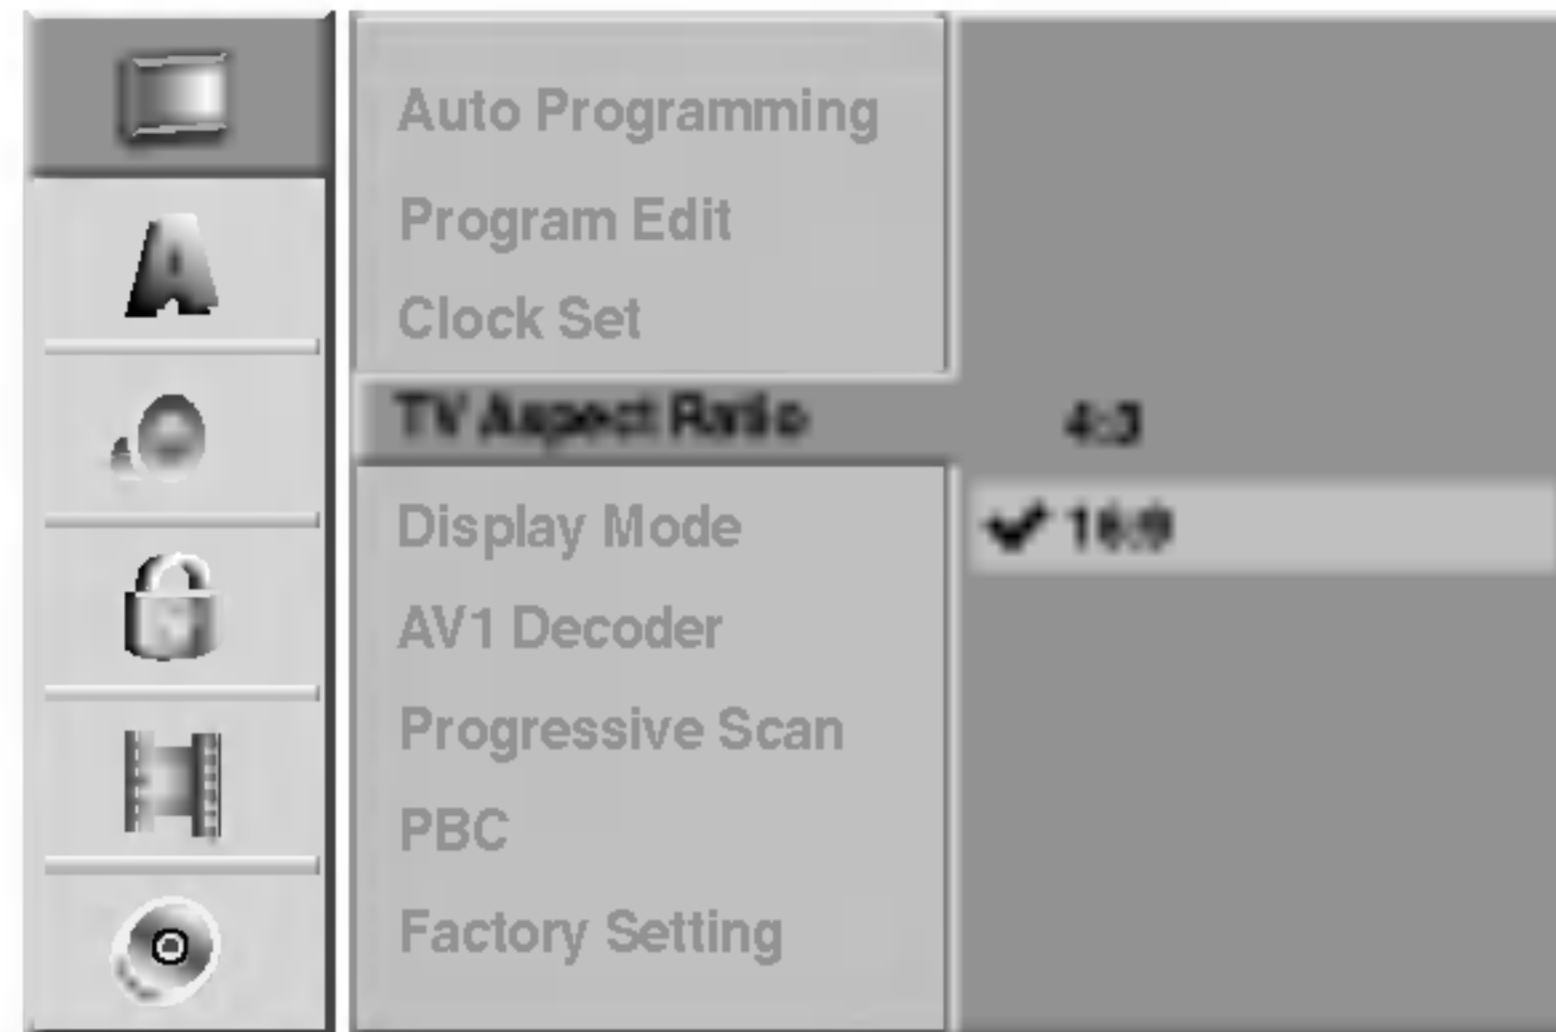 Auto Programming
Program Edit
Clock Set
TV Aspect Ratio 4:3
Display Mode ✔ 16:9
AV1 Decoder
Progressive Scan
PBC
Factory Setting